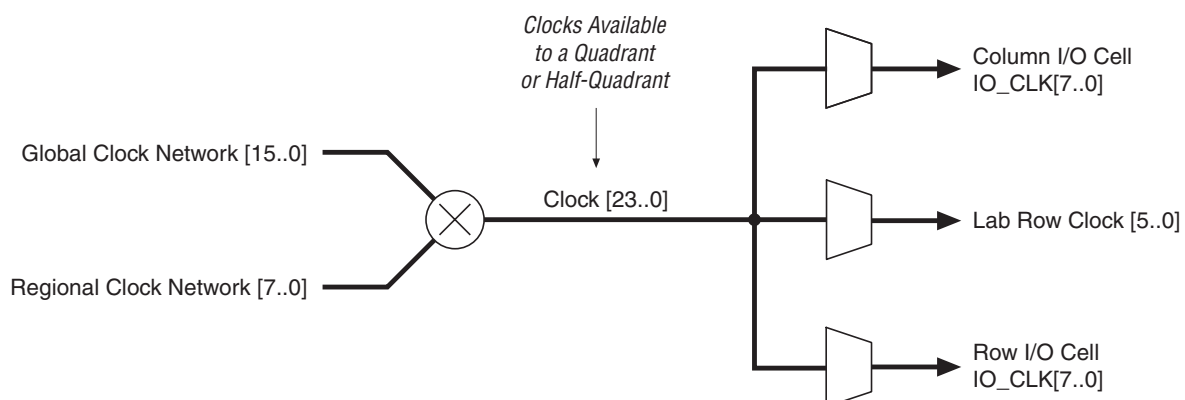 Clocks Available
to a Quadrant
or Half-Quadrant
Column I/O Cell
IO_CLK[7..0]
Global Clock Network [15..0]
Clock [23..0]
Lab Row Clock [5..0]
Regional Clock Network [7..0]
Row I/O Cell
IO_CLK[7..0]